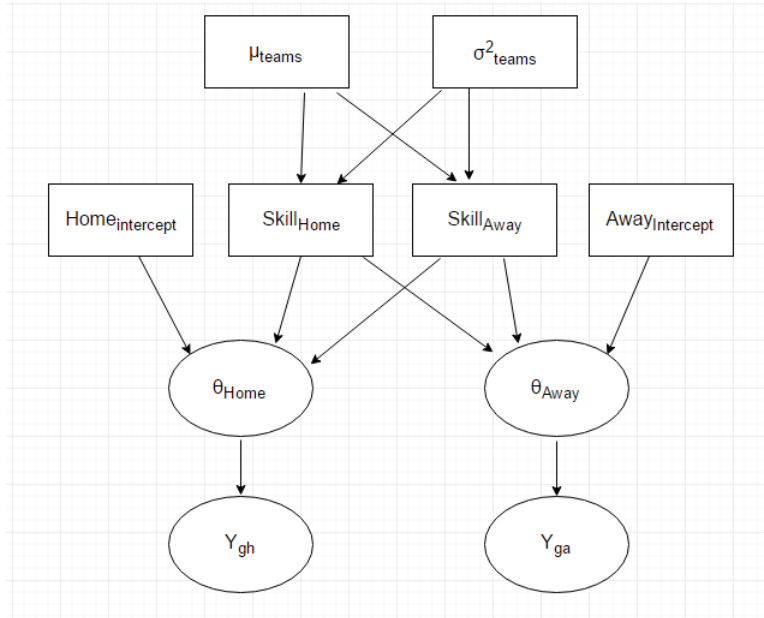 μteams
σ²teams
Homeintercept
SkillHome
SkillAway
AwayIntercept
θHome
θAway
Ygh
Yga